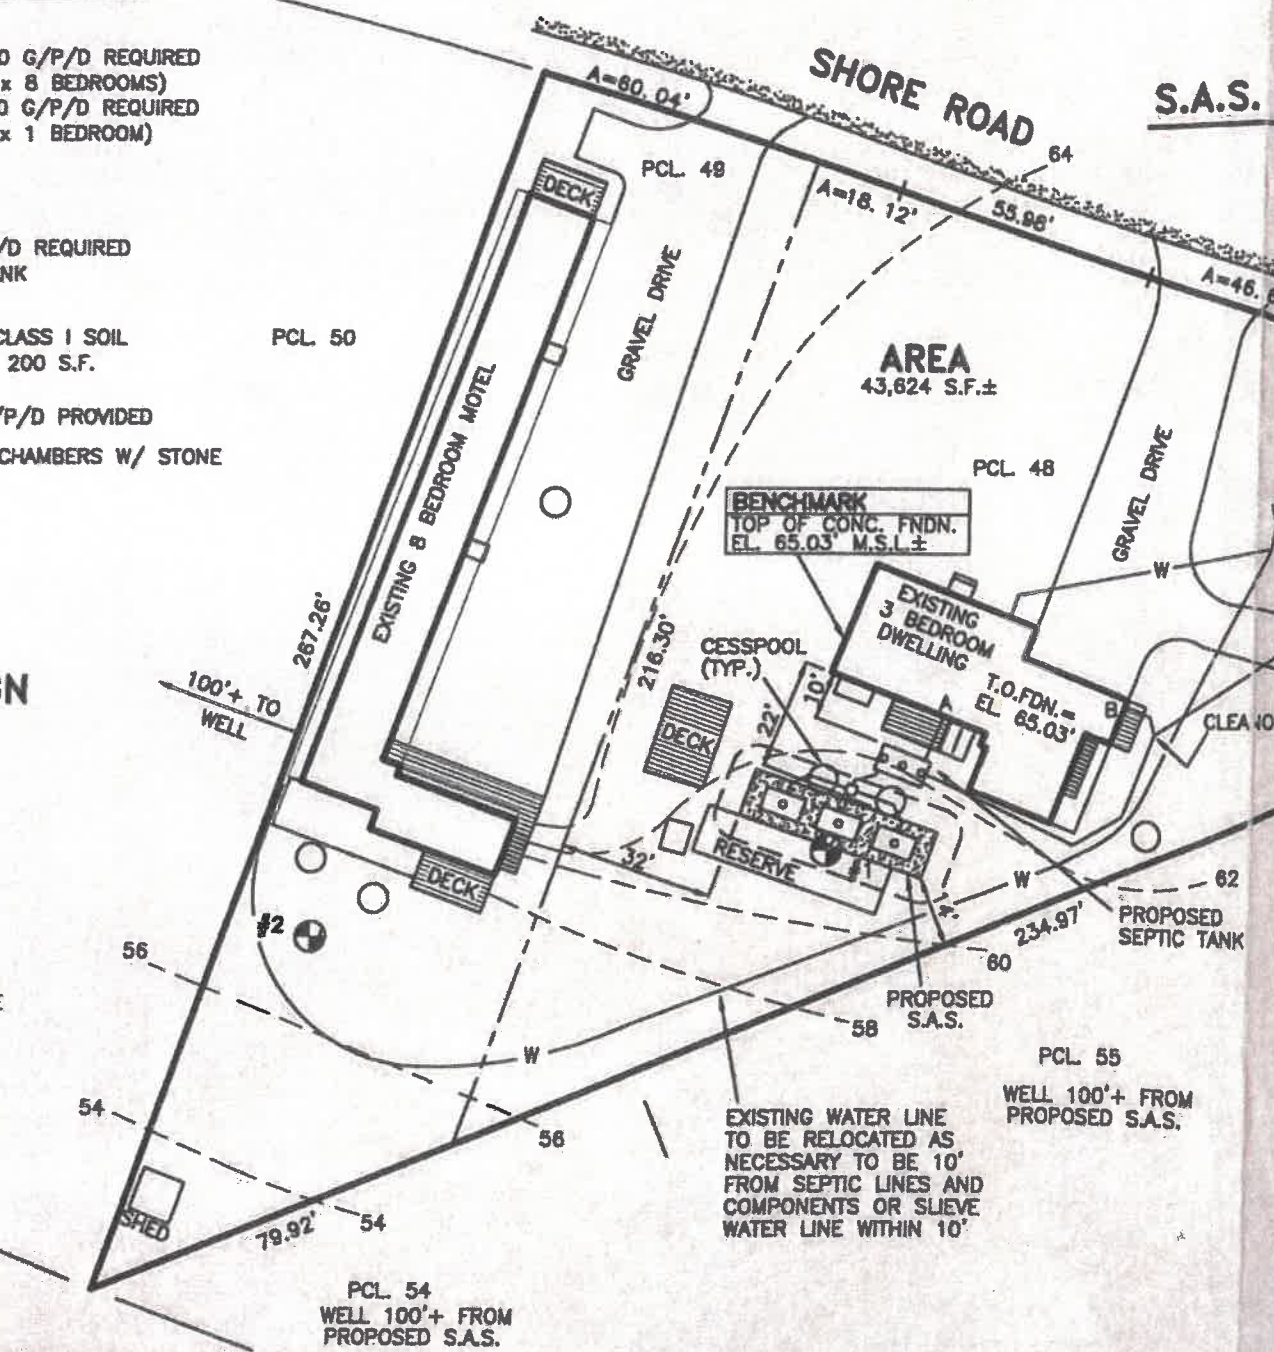 0 G/P/D REQUIRED
x 8 BEDROOMS)
0 G/P/D REQUIRED
x 1 BEDROOM)
/D REQUIRED
NK
CLASS I SOIL
200 S.F.
/P/D PROVIDED
CHAMBERS W/ STONE
GN
E
PCL. 50
SHORE ROAD
S.A.S.
A=60.04'
A=18.12'
55.98'
A=46.6
64
PCL. 49
DECK
GRAVEL DRIVE
EXISTING 8 BEDROOM MOTEL
267.26'
100'+ TO
WELL
AREA
43,624 S.F.±
PCL. 48
GRAVEL DRIVE
BENCHMARK
TOP OF CONC. FNDN.
EL. 65.03' M.S.L.±
W
EXISTING
3 BEDROOM
DWELLING
T.O.FDN.=
EL. 65.03'
A
B
CLEANO
CESSPOOL
(TYP.)
216.30'
10'
22'
DECK
32'
RESERVE
#1
W
62
234.97'
PROPOSED
SEPTIC TANK
60
PROPOSED
S.A.S.
58
DECK
#2
56
W
56
54
54
SHED
79.92'
PCL. 55
WELL 100'+ FROM
PROPOSED S.A.S.
EXISTING WATER LINE
TO BE RELOCATED AS
NECESSARY TO BE 10'
FROM SEPTIC LINES AND
COMPONENTS OR SLIEVE
WATER LINE WITHIN 10'
PCL. 54
WELL 100'+ FROM
PROPOSED S.A.S.